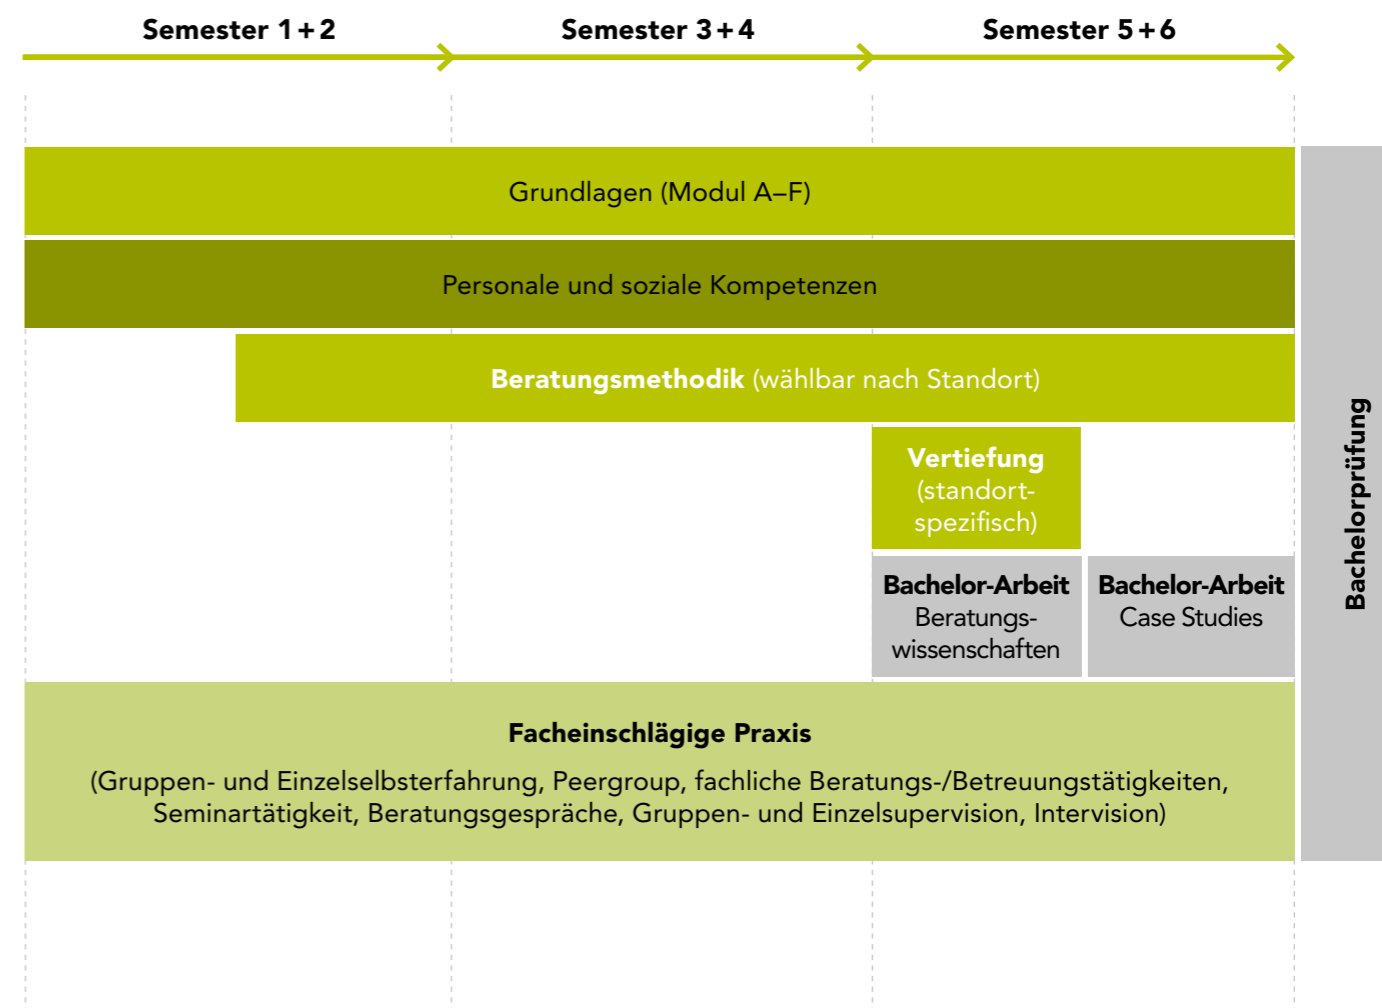 Semester 1+2
Semester 3+4
Semester 5+6
Grundlagen (Modul A–F)
Personale und soziale Kompetenzen
Beratungsmethodik (wählbar nach Standort)
Vertiefung
(standort-
spezifisch)
Bachelor-Arbeit
Beratungs-
wissenschaften
Bachelor-Arbeit
Case Studies
Facheinschlägige Praxis
(Gruppen- und Einzelselbsterfahrung, Peergroup, fachliche Beratungs-/Betreuungstätigkeiten,
Seminartätigkeit, Beratungsgespräche, Gruppen- und Einzelsupervision, Intervision)
Bachelorprüfung